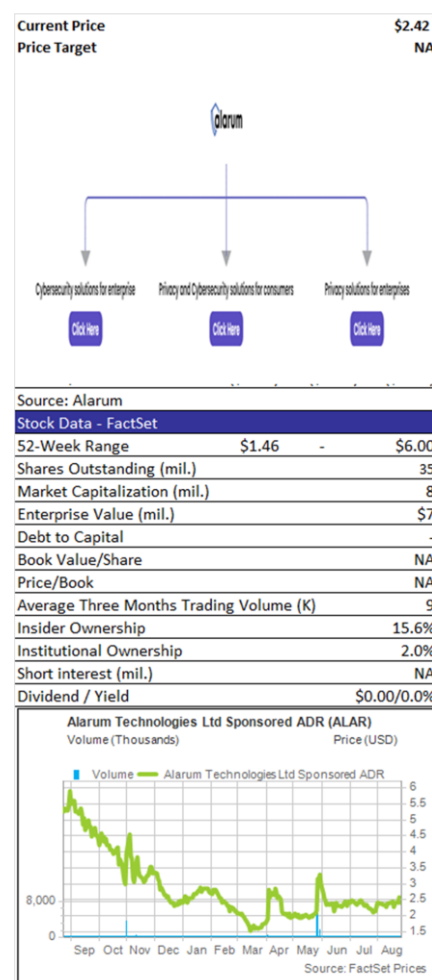 Current Price $2.42
Price Target NA
alarum
Cybersecurity solutions for enterprise Privacy and Cybersecurity solutions for consumers Privacy solutions for enterprises
Click Here Click Here Click Here
Source: Alarum
Stock Data - FactSet
52-Week Range $1.46 - $6.00
Shares Outstanding (mil.) 35
Market Capitalization (mil.) 8
Enterprise Value (mil.) $7
Debt to Capital -
Book Value/Share NA
Price/Book NA
Average Three Months Trading Volume (K) 9
Insider Ownership 15.6%
Institutional Ownership 2.0%
Short interest (mil.) NA
Dividend / Yield $0.00/0.0%
Alarum Technologies Ltd Sponsored ADR (ALAR)
Volume (Thousands) Price (USD)
Volume Alarum Technologies Ltd Sponsored ADR
6
5.5
5
4.5
4
3.5
3
8,000 2.5
2
0 1.5
Sep Oct Nov Dec Jan Feb Mar Apr May Jun Jul Aug
Source: FactSet Prices